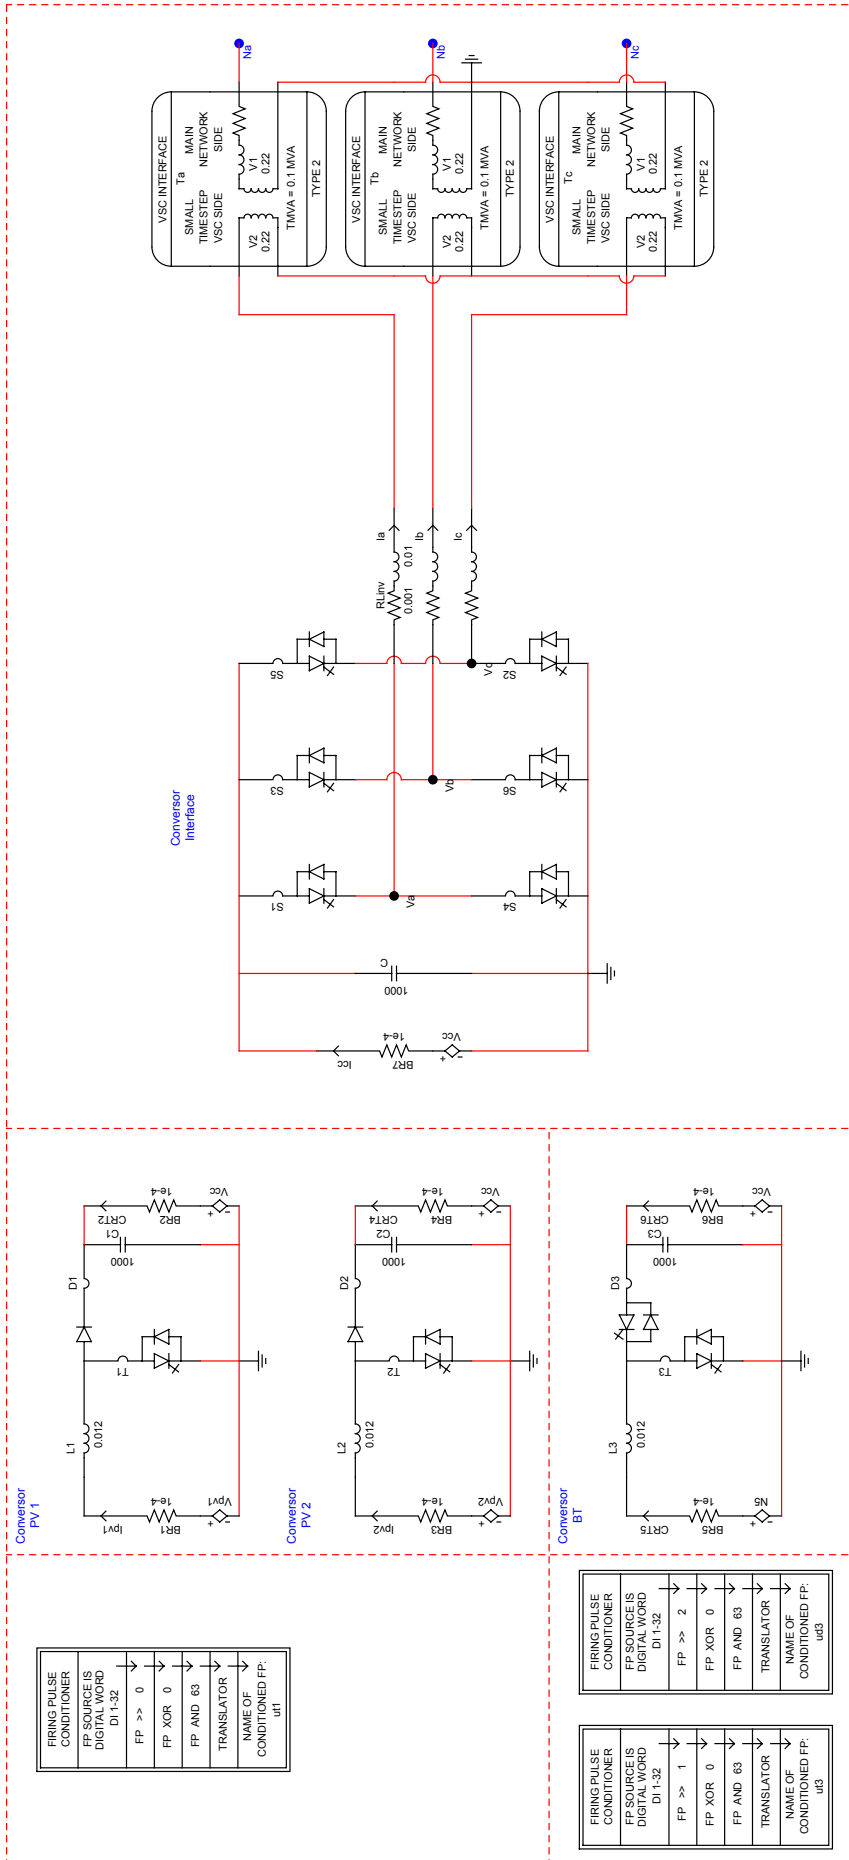 FIRING PULSE
CONDITIONER
FP SOURCE IS
DIGITAL WORD
DI 1-32
FP >> 0
FP XOR 0
FP AND 63
TRANSLATOR
NAME OF
CONDITIONED FP:
ut1
FIRING PULSE
CONDITIONER
FP SOURCE IS
DIGITAL WORD
DI 1-32
FP >> 1
FP XOR 0
FP AND 63
TRANSLATOR
NAME OF
CONDITIONED FP:
ut3
FIRING PULSE
CONDITIONER
FP SOURCE IS
DIGITAL WORD
DI 1-32
FP >> 2
FP XOR 0
FP AND 63
TRANSLATOR
NAME OF
CONDITIONED FP:
ud3
Conversor
PV 1
Ipv1
BR1
1e-4
Vpv1
+
-
L1
0.012
T1
D1
C1
1000
CRT2
BR2
1e-4
Vcc
+
-
Conversor
PV 2
Ipv2
BR3
1e-4
Vpv2
+
-
L2
0.012
T2
D2
C2
1000
CRT4
BR4
1e-4
Vcc
+
-
Conversor
BT
CRT5
BR5
1e-4
N5
+
-
L3
0.012
T3
D3
C3
1000
CRT6
BR6
1e-4
Vcc
+
-
Conversor
Interface
Icc
BR7
1e-4
Vcc
+
-
C
1000
S1
S3
S5
S4
S6
S2
Va
Vb
Vc
RLinv
0.001
0.01
Ia
Ib
Ic
VSC INTERFACE
Ta
SMALL
TIMESTEP
VSC SIDE
MAIN
NETWORK
SIDE
V2
0.22
V1
0.22
TMVA = 0.1 MVA
TYPE 2
Na
VSC INTERFACE
Tb
SMALL
TIMESTEP
VSC SIDE
MAIN
NETWORK
SIDE
V2
0.22
V1
0.22
TMVA = 0.1 MVA
TYPE 2
Nb
VSC INTERFACE
Tc
SMALL
TIMESTEP
VSC SIDE
MAIN
NETWORK
SIDE
V2
0.22
V1
0.22
TMVA = 0.1 MVA
TYPE 2
Nc